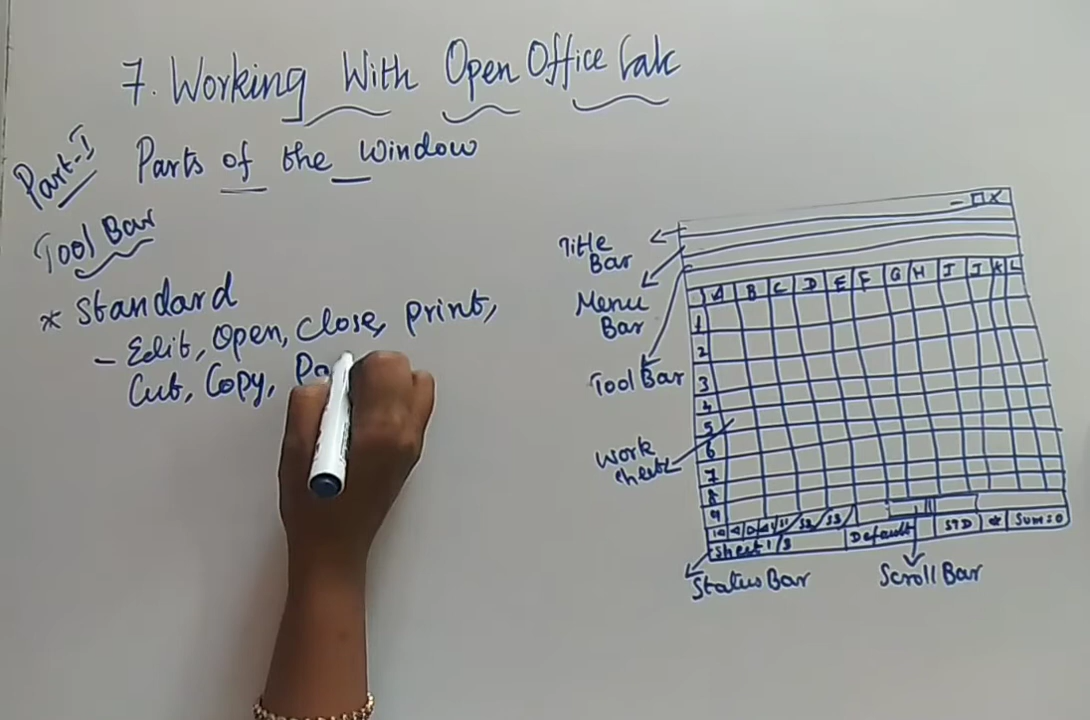 7. Working With Open Office Calc
Part-I
Parts of the window
Tool Bar
* Standard
- Edit, Open, Close, print,
Cut, Copy, Pa
Title
Bar
Menu
Bar
Tool Bar
Work
sheet
- □ X
A B C D E F G H I J K L
1
2
3
4
5
6
7
8
9
S2 / S3
Sheet 1/3 Default STD * Sum=0
Status Bar
Scroll Bar